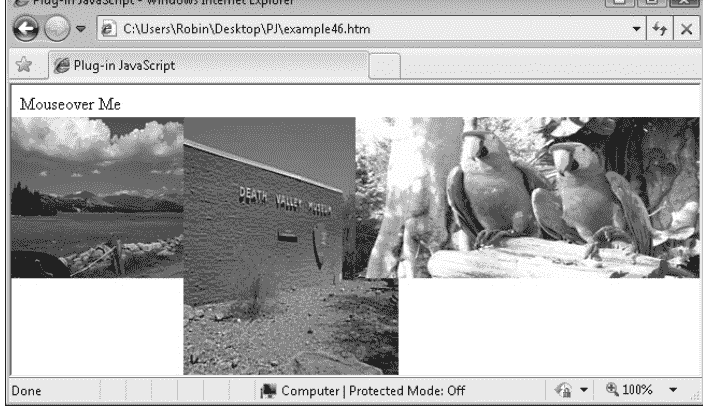 Plug-in JavaScript - Windows Internet Explorer
C:\Users\Robin\Desktop\PJ\example46.htm
Plug-in JavaScript
Mouseover Me
DEATH VALLEY MUSEUM
Done
Computer | Protected Mode: Off
100%